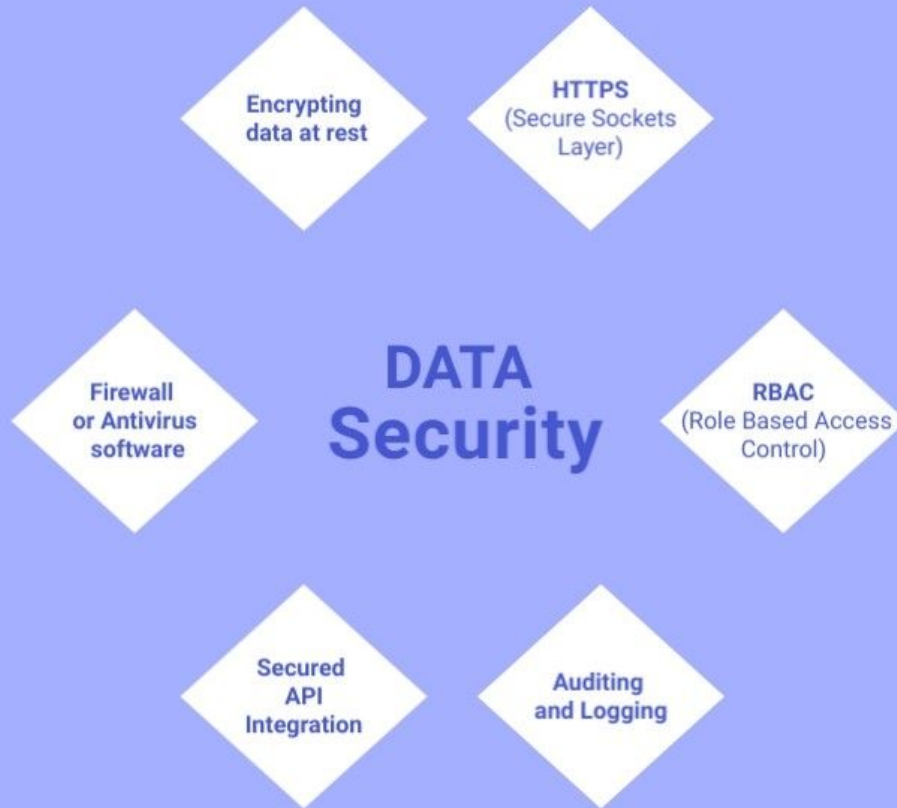 Encrypting
data at rest
HTTPS
(Secure Sockets
Layer)
Firewall
or Antivirus
software
DATA
Security
RBAC
(Role Based Access
Control)
Secured
API
Integration
Auditing
and Logging